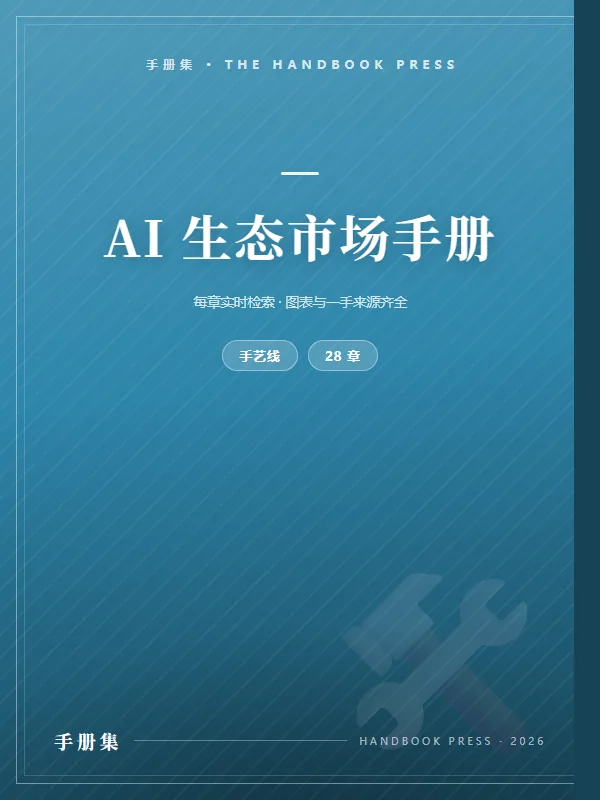 手册集 • THE HANDBOOK PRESS
AI 生态市场手册
每章实时检索 · 图表与一手来源齐全
手艺线 28 章
手册集 HANDBOOK PRESS · 2026